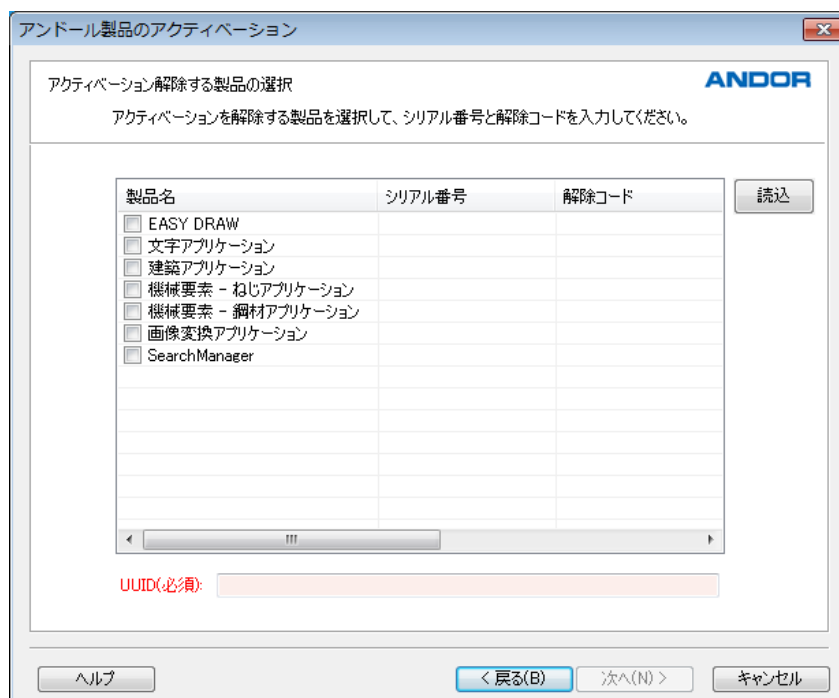 アンドール製品のアクティベーション
アクティベーション解除する製品の選択
ANDOR
アクティベーションを解除する製品を選択して、シリアル番号と解除コードを入力してください。
製品名 シリアル番号 解除コード 読込
EASY DRAW
文字アプリケーション
建築アプリケーション
機械要素 - ねじアプリケーション
機械要素 - 鋼材アプリケーション
画像変換アプリケーション
SearchManager
UUID(必須):
ヘルプ < 戻る(B) 次へ(N) > キャンセル